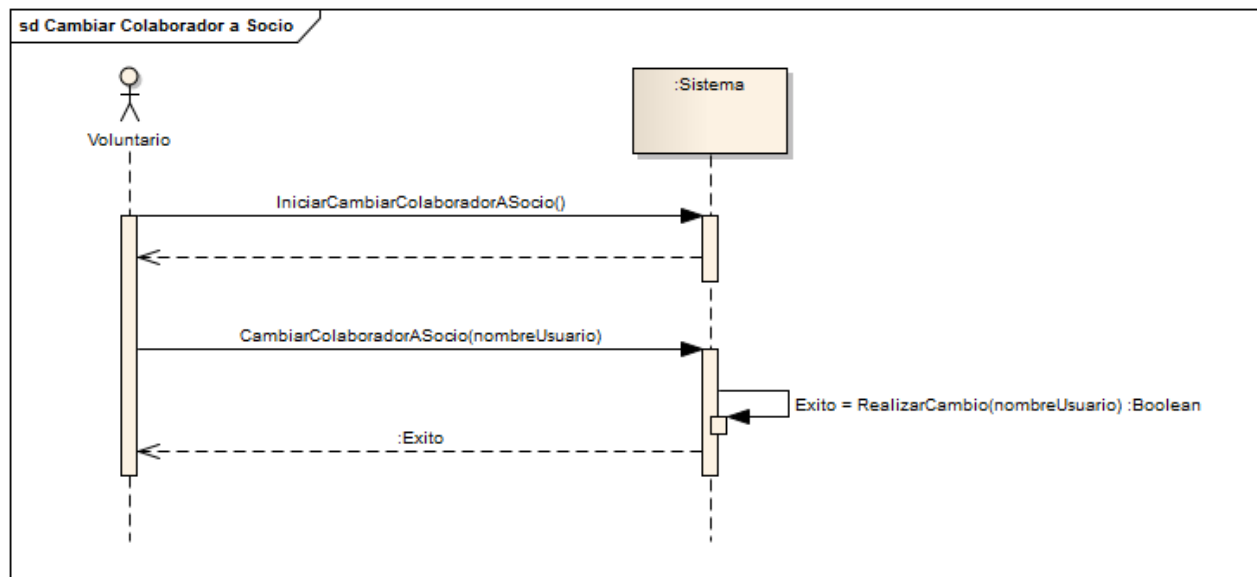 sd Cambiar Colaborador a Socio
:Sistema
Voluntario
IniciarCambiarColaboradorASocio()
CambiarColaboradorASocio(nombreUsuario)
Exito = RealizarCambio(nombreUsuario) :Boolean
:Exito